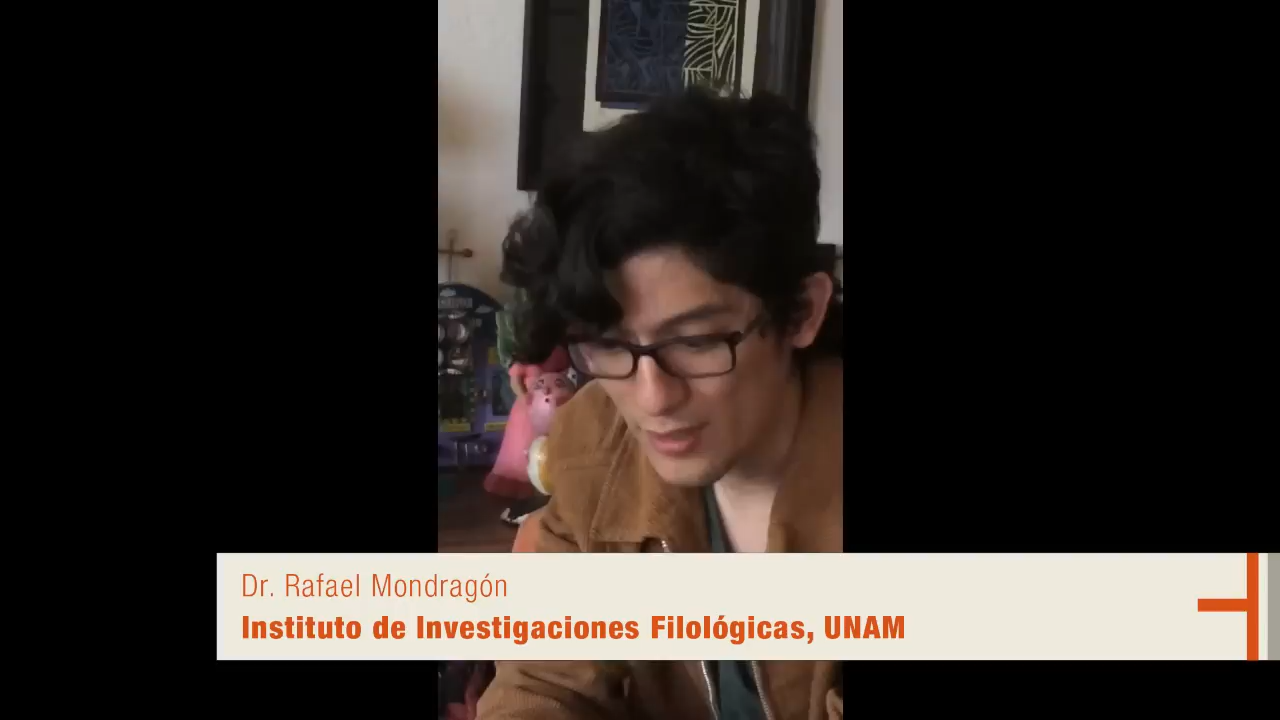 Dr. Rafael Mondragón
Instituto de Investigaciones Filológicas, UNAM